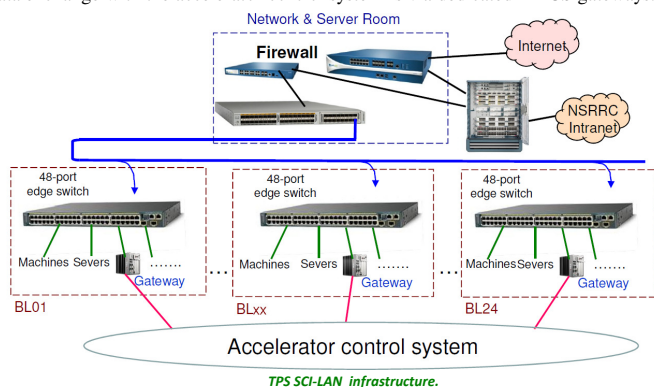 Network & Server Room
Firewall
Internet
NSRRC
Intranet
48-port
edge switch
48-port
edge switch
48-port
edge switch
Machines Severs .......
Gateway
Machines Severs .......
Gateway
Machines Severs .......
Gateway
... ...
BL01
BLxx
BL24
Accelerator control system
TPS SCI-LAN infrastructure.